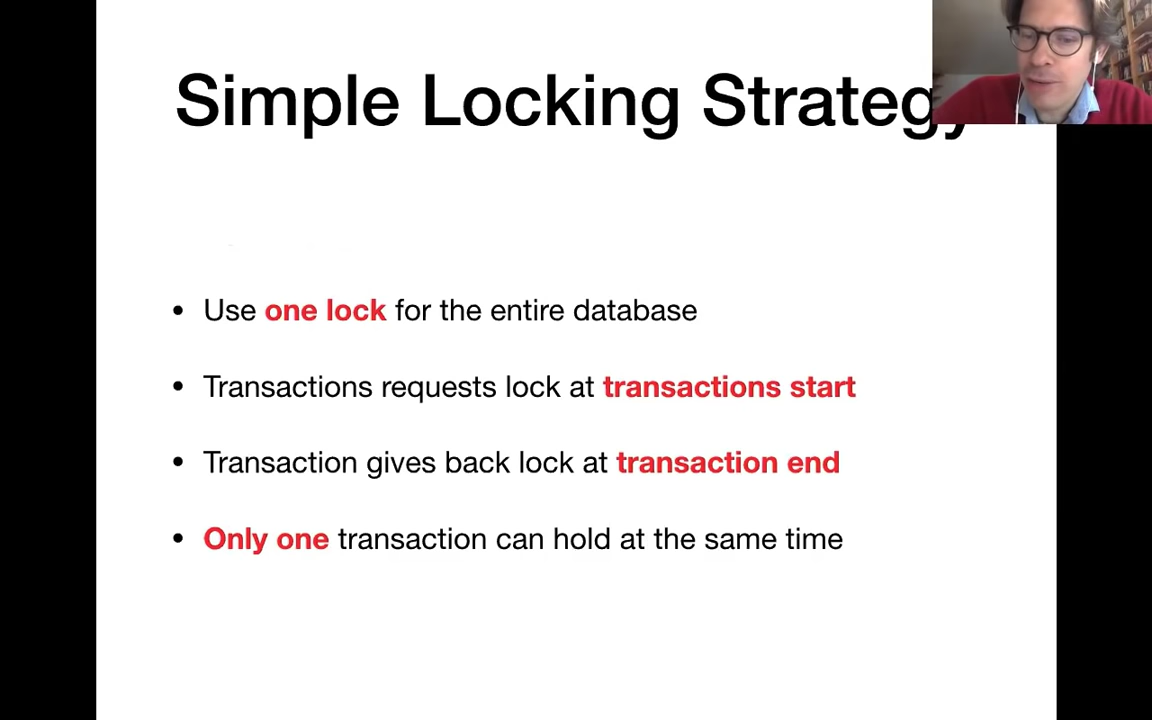 Simple Locking Strategy
• Use one lock for the entire database
• Transactions requests lock at transactions start
• Transaction gives back lock at transaction end
• Only one transaction can hold at the same time